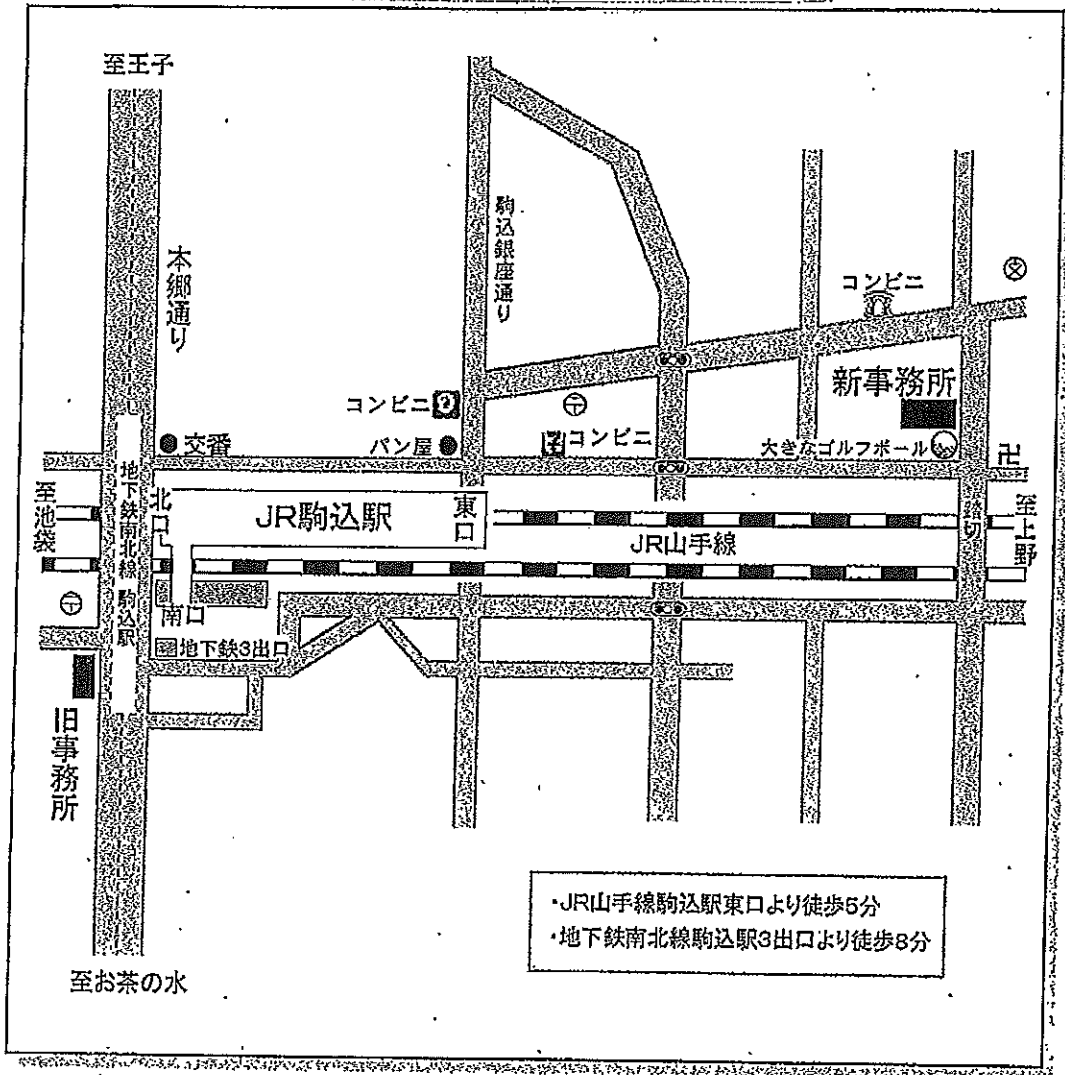 至王子
本郷通り
駒込銀座通り
コンビニ
新事務所
コンビニ
〒
交番
パン屋
コンビニ
大きなゴルフボール
卍
至池袋
地下鉄南北線 駒込駅
北口
JR駒込駅
東口
JR山手線
踏切
至上野
〒
南口
地下鉄3出口
旧事務所
・JR山手線駒込駅東口より徒歩5分
・地下鉄南北線駒込駅3出口より徒歩8分
至お茶の水